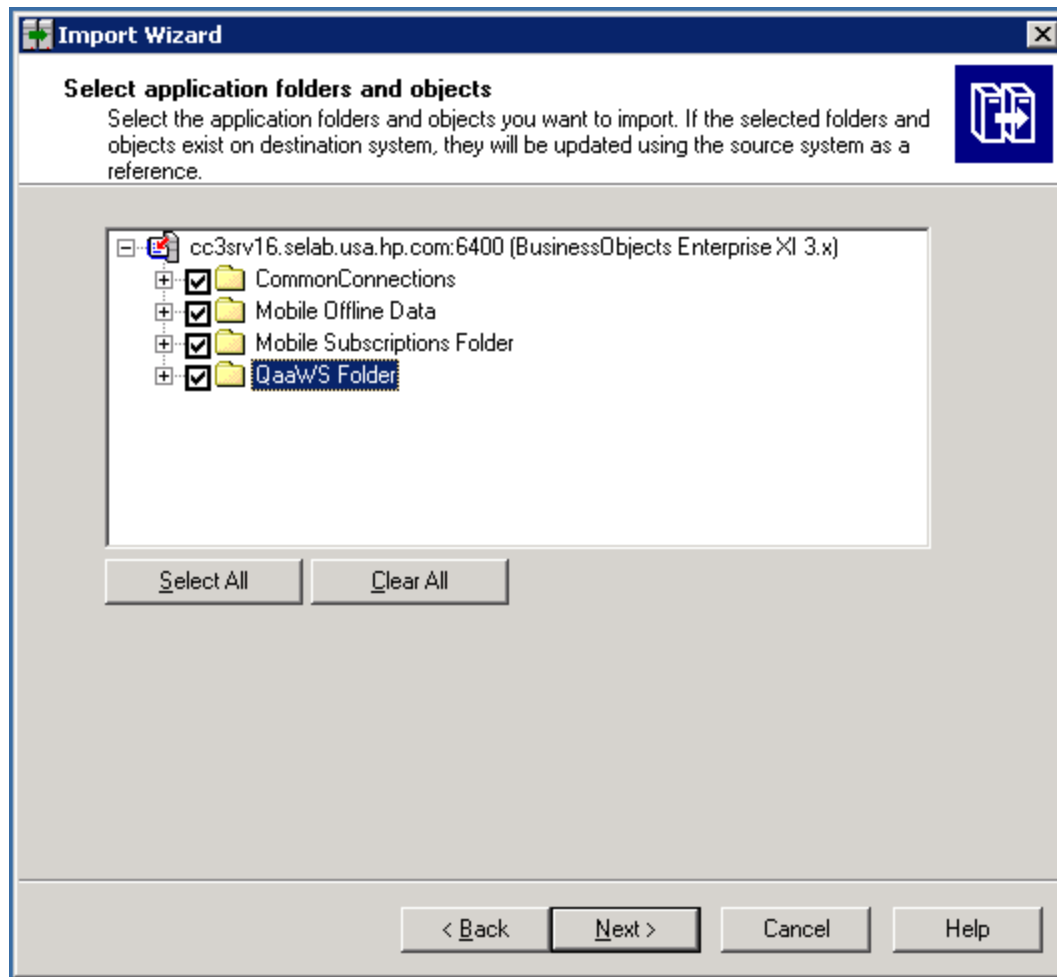 Import Wizard
Select application folders and objects
Select the application folders and objects you want to import. If the selected folders and
objects exist on destination system, they will be updated using the source system as a
reference.
cc3srv16.selab.usa.hp.com:6400 (BusinessObjects Enterprise XI 3.x)
CommonConnections
Mobile Offline Data
Mobile Subscriptions Folder
QaaWS Folder
Select All Clear All
< Back Next > Cancel Help